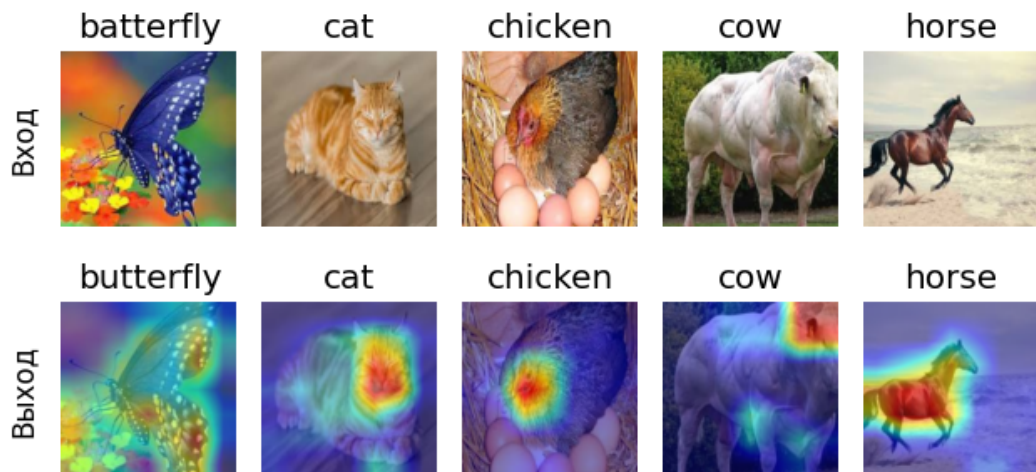 batterfly cat chicken cow horse
Вход
butterfly cat chicken cow horse
Выход